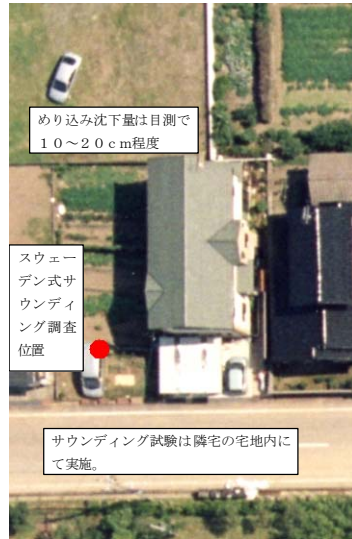 めり込み沈下量は目測で
１０～２０ｃｍ程度
スウェー
デン式サ
ウンディ
ング調査
位置
サウンディング試験は隣宅の宅地内に
て実施。